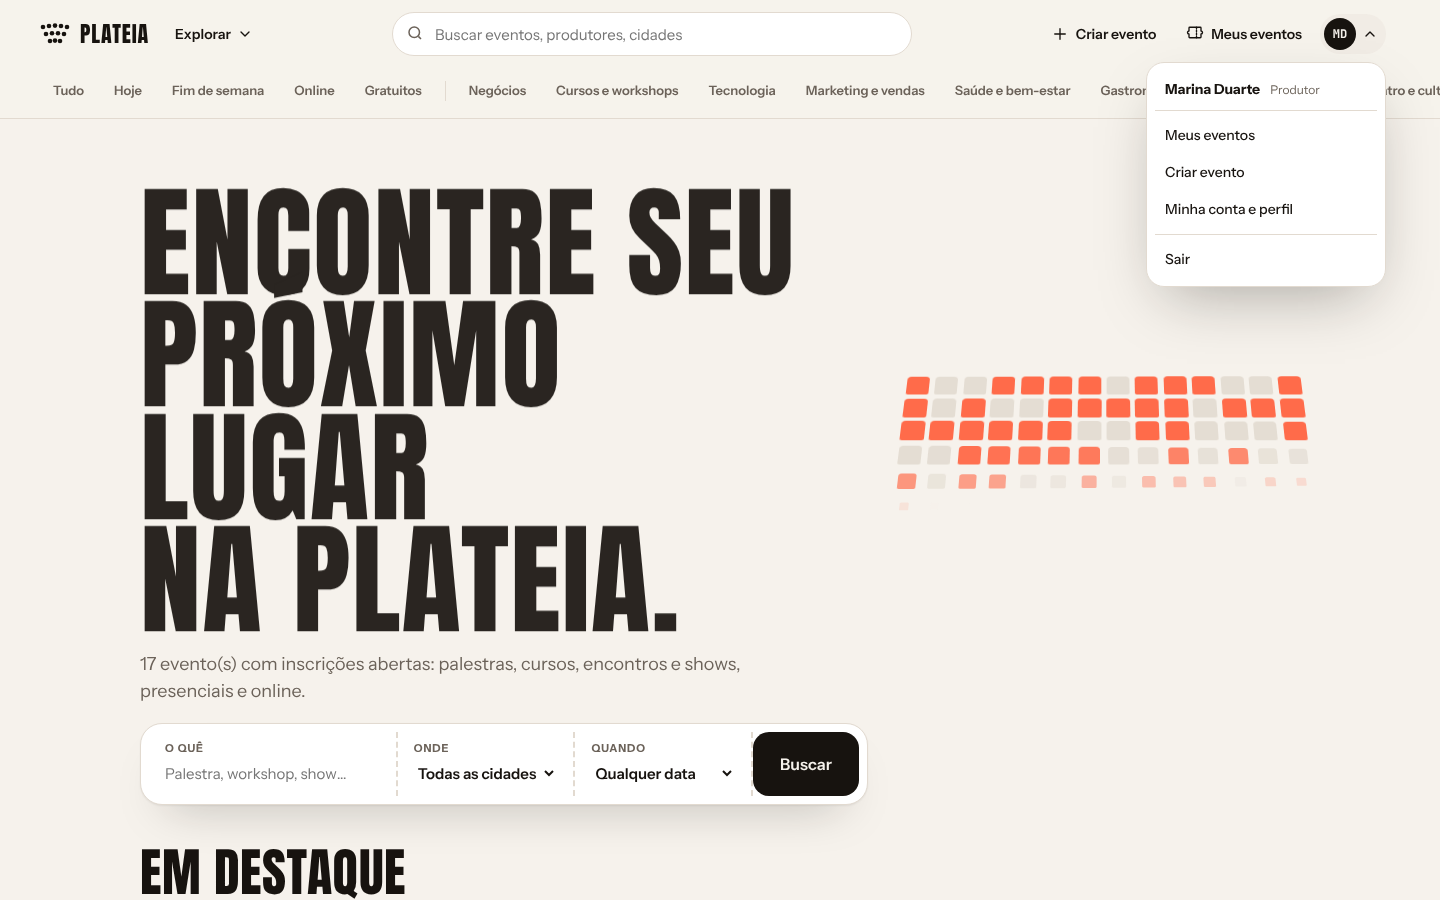 PLATEIA
Explorar
Buscar eventos, produtores, cidades
Criar evento
Meus eventos
MD
Tudo Hoje Fim de semana Online Gratuitos Negócios Cursos e workshops Tecnologia Marketing e vendas Saúde e bem-estar
Marina Duarte Produtor
Meus eventos
Criar evento
Minha conta e perfil
Sair
ENCONTRE SEU
PRÓXIMO
LUGAR
NA PLATEIA.
17 evento(s) com inscrições abertas: palestras, cursos, encontros e shows,
presenciais e online.
O QUÊ
Palestra, workshop, show...
ONDE
Todas as cidades
QUANDO
Qualquer data
Buscar
EM DESTAQUE